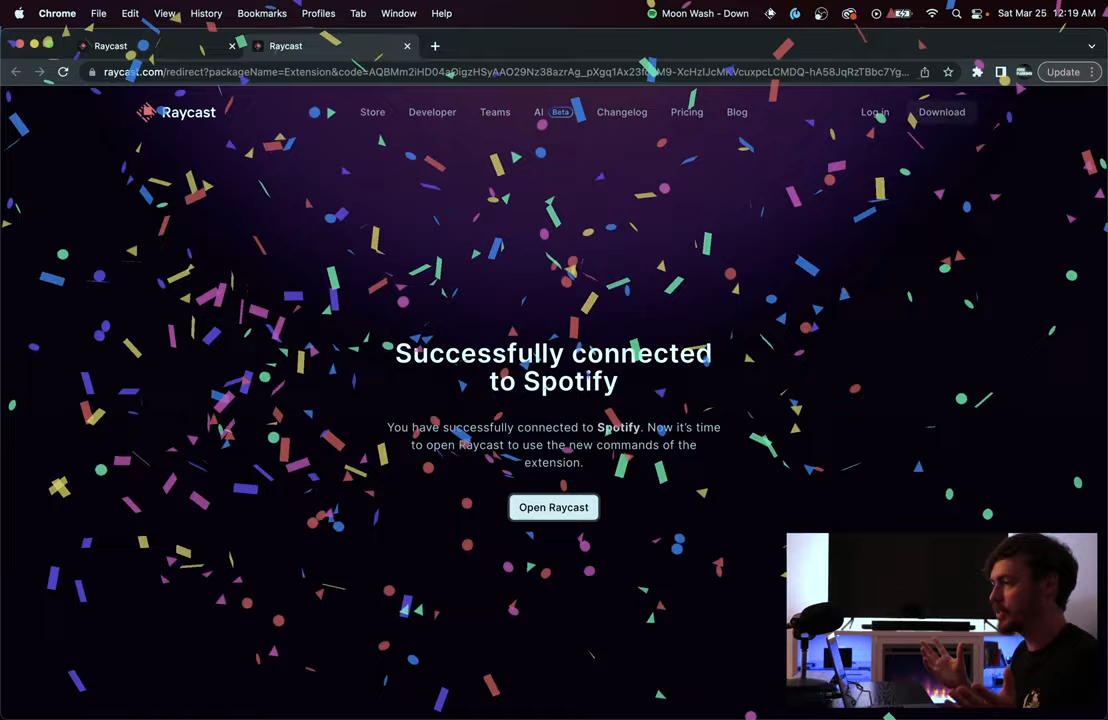 Chrome File Edit View History Bookmarks Profiles Tab Window Help Moon Wash - Down Sat Mar 25 12:19 AM
Raycast Raycast
Update
Raycast Store Developer Teams AI Beta Changelog Pricing Blog Log in Download
Successfully connected
to Spotify
You have successfully connected to Spotify. Now it's time
to open Raycast to use the new commands of the
extension.
Open Raycast